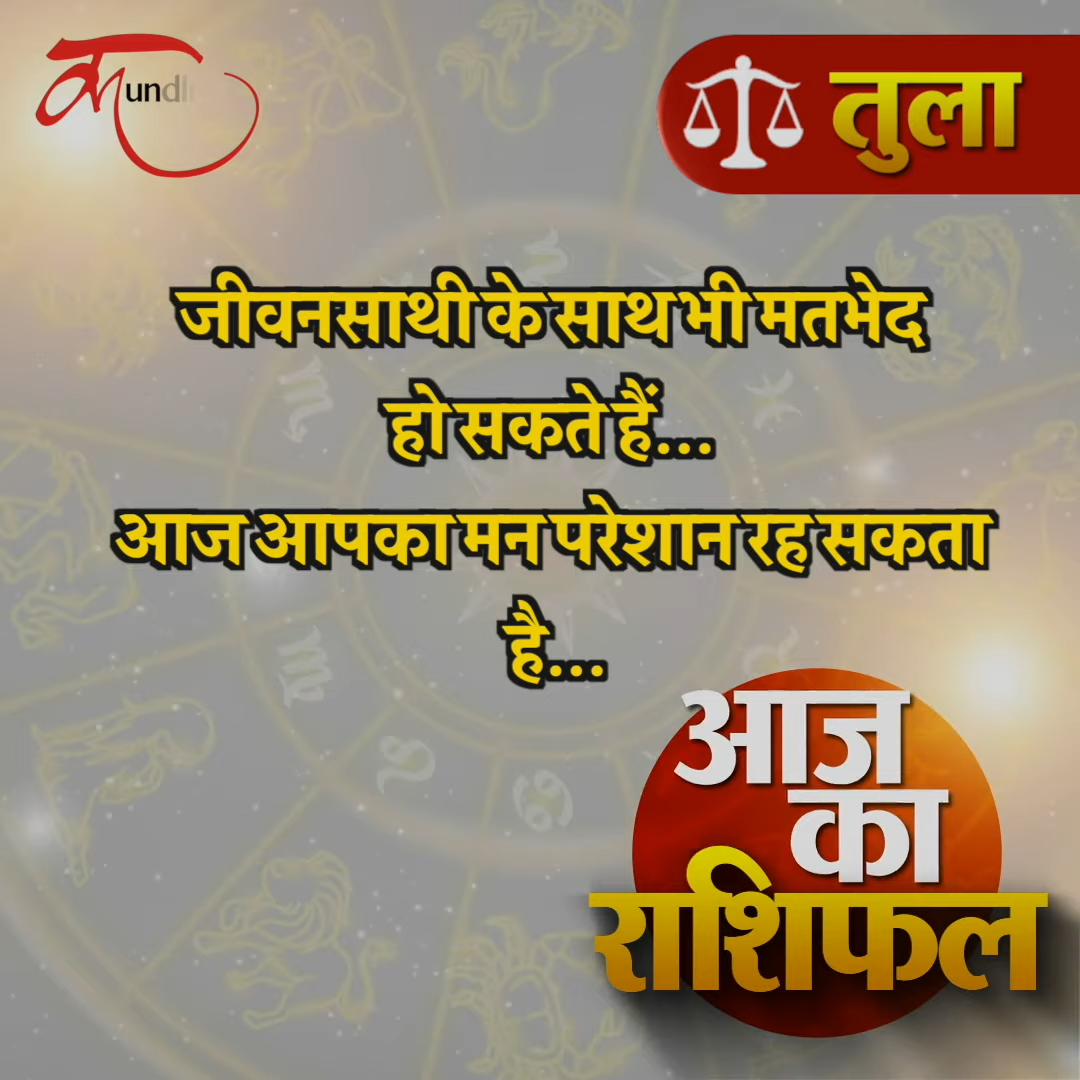 तुला
जीवनसाथी के साथ भी मतभेद
हो सकते हैं...
आज आपका मन परेशान रह सकता
है...
आज
का
राशिफल